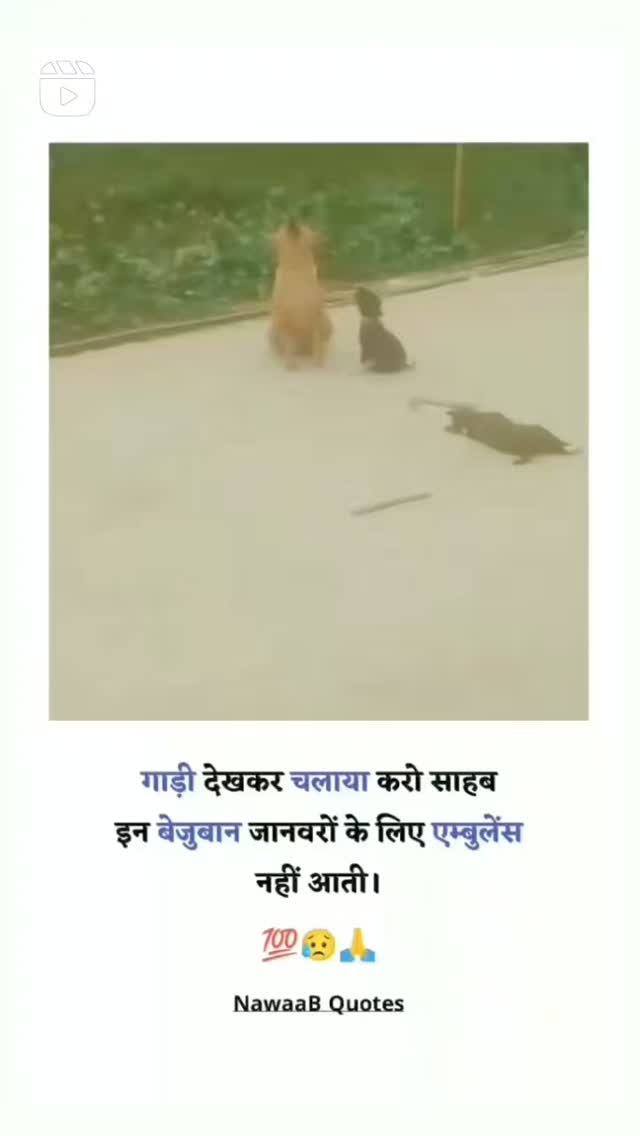 गाड़ी देखकर चलाया करो साहब
इन बेजुबान जानवरों के लिए एम्बुलेंस
नहीं आती।
💯😥🙏
NawaaB Quotes